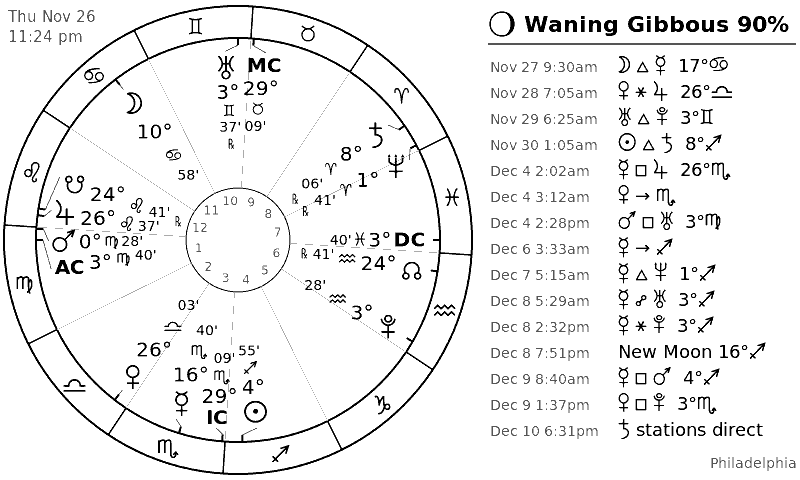 Thu Nov 26
11:24 pm
☽ Waning Gibbous 90%
Nov 27 9:30am ☽ △ ☿ 17°♋
Nov 28 7:05am ♀ ⚹ ♃ 26°♎
Nov 29 6:25am ♅ △ ♇ 3°♊
Nov 30 1:05am ☉ △ ♄ 8°♐
Dec 4 2:02am ☿ □ ♃ 26°♏
Dec 4 3:12am ♀ → ♏
Dec 4 2:28pm ♂ □ ♅ 3°♍
Dec 6 3:33am ☿ → ♐
Dec 7 5:15am ☿ △ ♆ 1°♐
Dec 8 5:29am ☿ ☍ ♅ 3°♐
Dec 8 2:32pm ☿ ⚹ ♇ 3°♐
Dec 8 7:51pm New Moon 16°♐
Dec 9 8:40am ☿ □ ♂ 4°♐
Dec 9 1:37pm ♀ □ ♇ 3°♏
Dec 10 6:31pm ♄ stations direct
Philadelphia
♊ ♉ ♈ ♓ ♒ ♑ ♐ ♏ ♎ ♍ ♌ ♋
♅ 3° ♊ 37' ℞
MC 29° ♉ 09'
☽ 10° ♋ 58'
♄ 8° ♈ 06' ℞
♆ 1° ♈ 41' ℞
☋ 24° ♌ 41' ℞
♃ 26° ♌ 37'
♂ 0° ♍ 28'
AC 3° ♍ 40'
DC 3° ♓ 40'
☊ 24° ♒ 41' ℞
♇ 3° ♒ 28'
♀ 26° ♎ 03'
☿ 16° ♏ 40'
IC 29° ♏ 09'
☉ 4° ♐ 55'
1 2 3 4 5 6 7 8 9 10 11 12